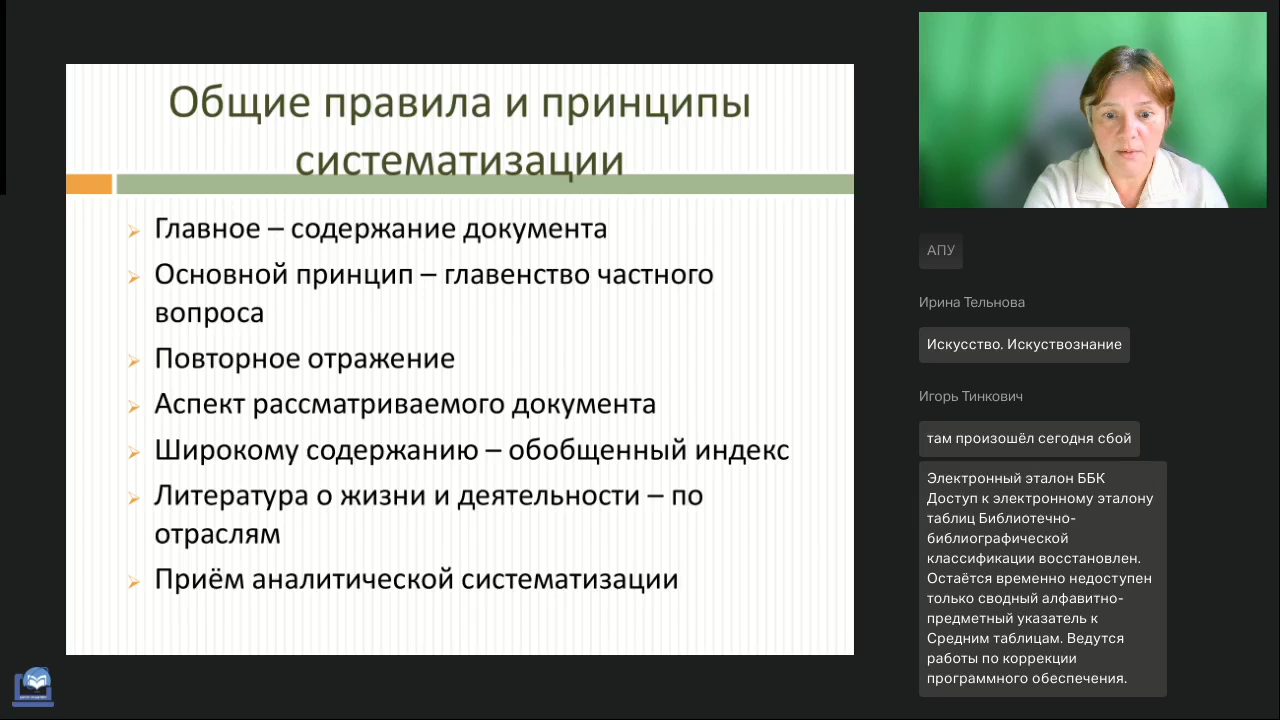 Общие правила и принципы
систематизации
Главное – содержание документа
Основной принцип – главенство частного
вопроса
Повторное отражение
Аспект рассматриваемого документа
Широкому содержанию – обобщенный индекс
Литература о жизни и деятельности – по
отраслям
Приём аналитической систематизации
АПУ
Ирина Тельнова
Искусство. Искуствознание
Игорь Тинкович
там произошёл сегодня сбой
Электронный эталон ББК
Доступ к электронному эталону
таблиц Библиотечно-
библиографической
классификации восстановлен.
Остаётся временно недоступен
только сводный алфавитно-
предметный указатель к
Средним таблицам. Ведутся
работы по коррекции
программного обеспечения.